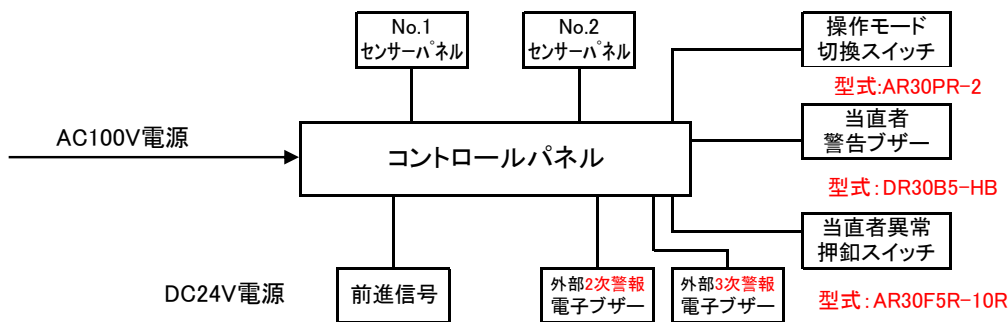 No.1
センサーパネル
No.2
センサーパネル
操作モード
切換スイッチ
型式:AR30PR-2
AC100V電源
コントロールパネル
当直者
警告ブザー
型式：DR30B5-HB
当直者異常
押釦スイッチ
型式：AR30F5R-10R
DC24V電源
前進信号
外部2次警報
電子ブザー
外部3次警報
電子ブザー